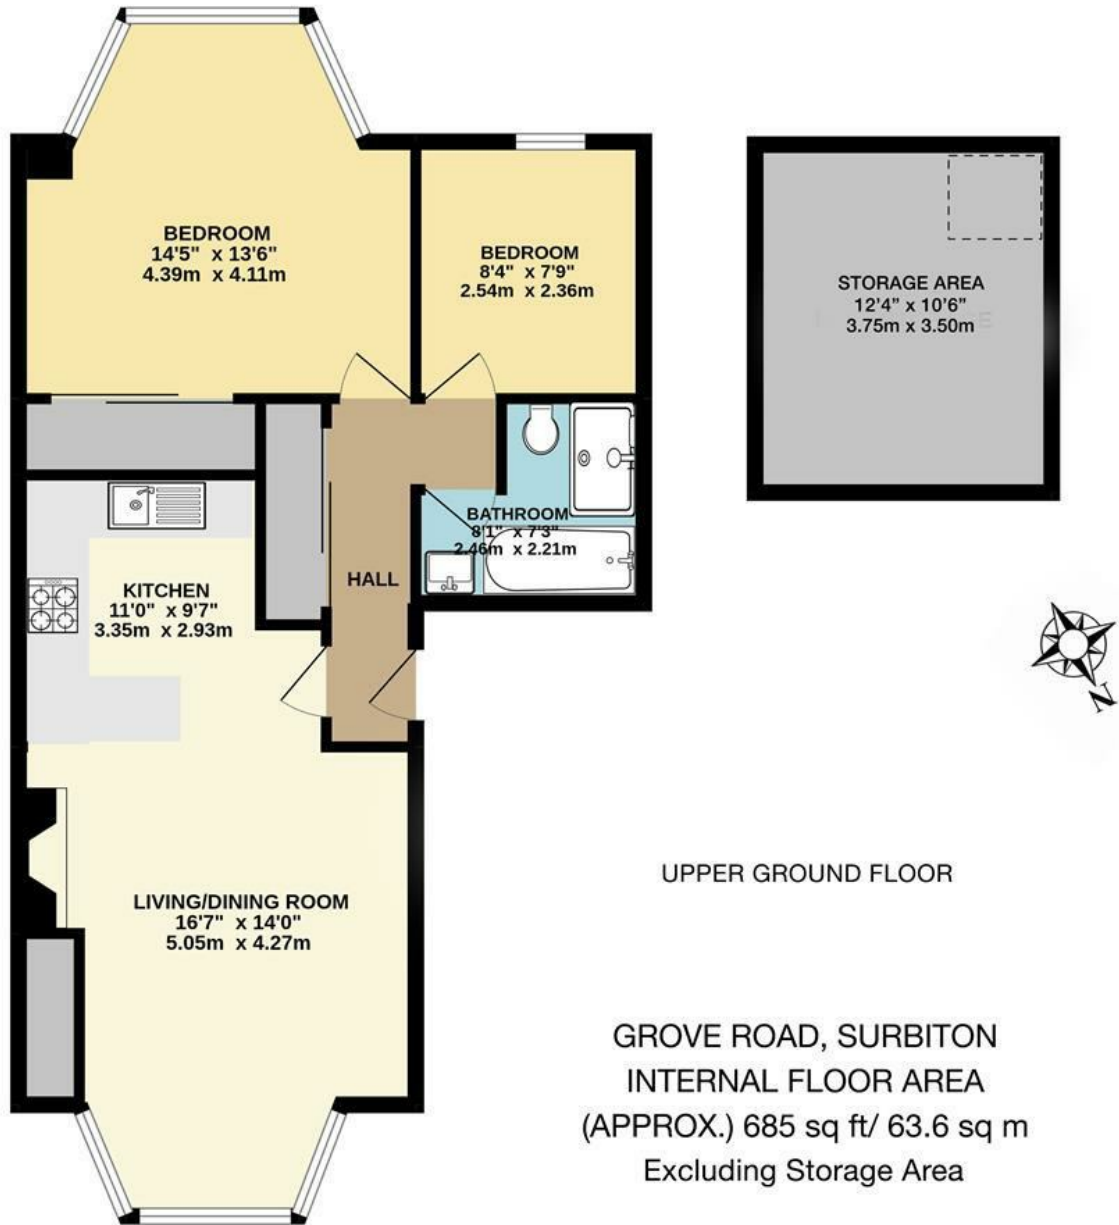 BEDROOM
14'5" x 13'6"
4.39m x 4.11m
BEDROOM
8'4" x 7'9"
2.54m x 2.36m
STORAGE AREA
12'4" x 10'6"
3.75m x 3.50m
BATHROOM
8'1" x 7'3"
2.46m x 2.21m
HALL
KITCHEN
11'0" x 9'7"
3.35m x 2.93m
N
LIVING/DINING ROOM
16'7" x 14'0"
5.05m x 4.27m
UPPER GROUND FLOOR
GROVE ROAD, SURBITON
INTERNAL FLOOR AREA
(APPROX.) 685 sq ft/ 63.6 sq m
Excluding Storage Area